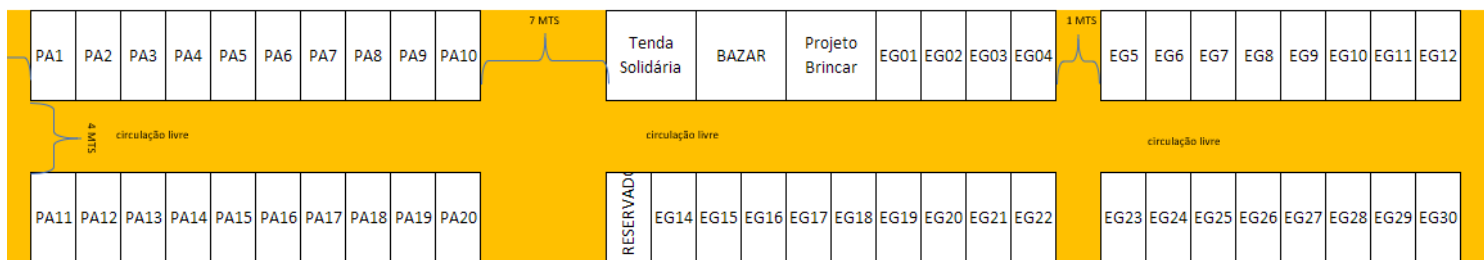 7 MTS
1 MTS
PA1 PA2 PA3 PA4 PA5 PA6 PA7 PA8 PA9 PA10
Tenda
Solidária
BAZAR
Projeto
Brincar
EG01 EG02 EG03 EG04
EG5 EG6 EG7 EG8 EG9 EG10 EG11 EG12
4 MTS
circulação livre
circulação livre
circulação livre
PA11 PA12 PA13 PA14 PA15 PA16 PA17 PA18 PA19 PA20
RESERVADO
EG14 EG15 EG16 EG17 EG18 EG19 EG20 EG21 EG22
EG23 EG24 EG25 EG26 EG27 EG28 EG29 EG30